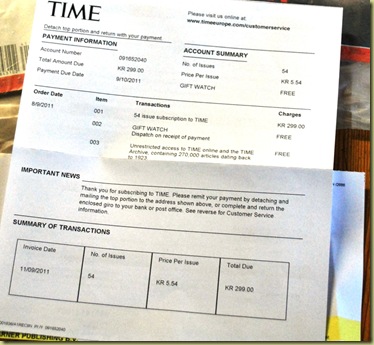 TIME
Please visit us online at:
www.timeeurope.com/customerservice
Detach top portion and return with your payment.
PAYMENT INFORMATION
ACCOUNT SUMMARY
Account Number 091652040
No. of Issues 54
Total Amount Due KR 299.00
Price Per Issue KR 5.54
Payment Due Date 9/10/2011
GIFT WATCH FREE
Order Date Item Transactions Charges
8/9/2011 001 54 issue subscription to TIME KR 299.00
002 GIFT WATCH FREE
Dispatch on receipt of payment
003 Unrestricted access to TIME online and the TIME FREE
Archive: containing 270,000 articles dating back
to 1923
IMPORTANT NEWS
Thank you for subscribing to TIME. Please remit your payment by detaching and
mailing the top portion to the address shown above, or complete and return the
enclosed giro to your bank or post office. See reverse for Customer Service
information.
SUMMARY OF TRANSACTIONS
Invoice Date No. of Issues Price Per Issue Total Due
11/09/2011 54 KR 5.54 KR 299.00
ERNER PUBLISHING B.V.